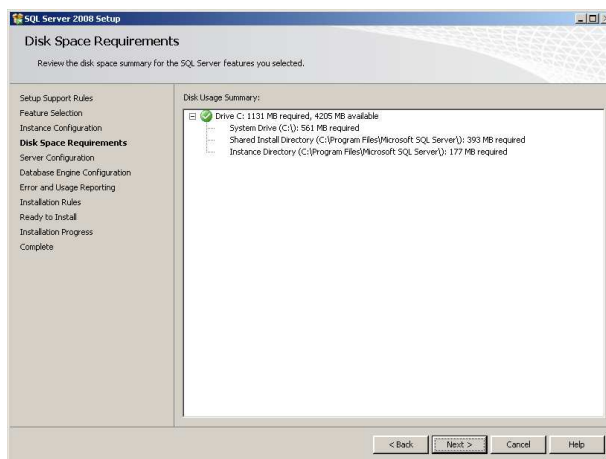 SQL Server 2008 Setup
Disk Space Requirements
Review the disk space summary for the SQL Server features you selected.
Setup Support Rules
Feature Selection
Instance Configuration
Disk Space Requirements
Server Configuration
Database Engine Configuration
Error and Usage Reporting
Installation Rules
Ready to Install
Installation Progress
Complete
Disk Usage Summary:
Drive C: 1131 MB required, 4205 MB available
System Drive (C:\): 561 MB required
Shared Install Directory (C:\Program Files\Microsoft SQL Server\): 393 MB required
Instance Directory (C:\Program Files\Microsoft SQL Server\): 177 MB required
< Back
Next >
Cancel
Help